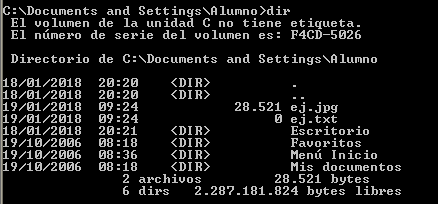 C:\Documents and Settings\Alumno>dir
El volumen de la unidad C no tiene etiqueta.
El número de serie del volumen es: F4CD-5026
Directorio de C:\Documents and Settings\Alumno
18/01/2018  20:20    <DIR>          .
18/01/2018  20:20    <DIR>          ..
19/01/2018  09:24            28.521 ej.jpg
19/01/2018  09:24                 0 ej.txt
18/01/2018  20:21    <DIR>          Escritorio
19/10/2006  08:18    <DIR>          Favoritos
19/10/2006  08:36    <DIR>          Menú Inicio
19/10/2006  08:18    <DIR>          Mis documentos
2 archivos         28.521 bytes
6 dirs   2.287.181.824 bytes libres